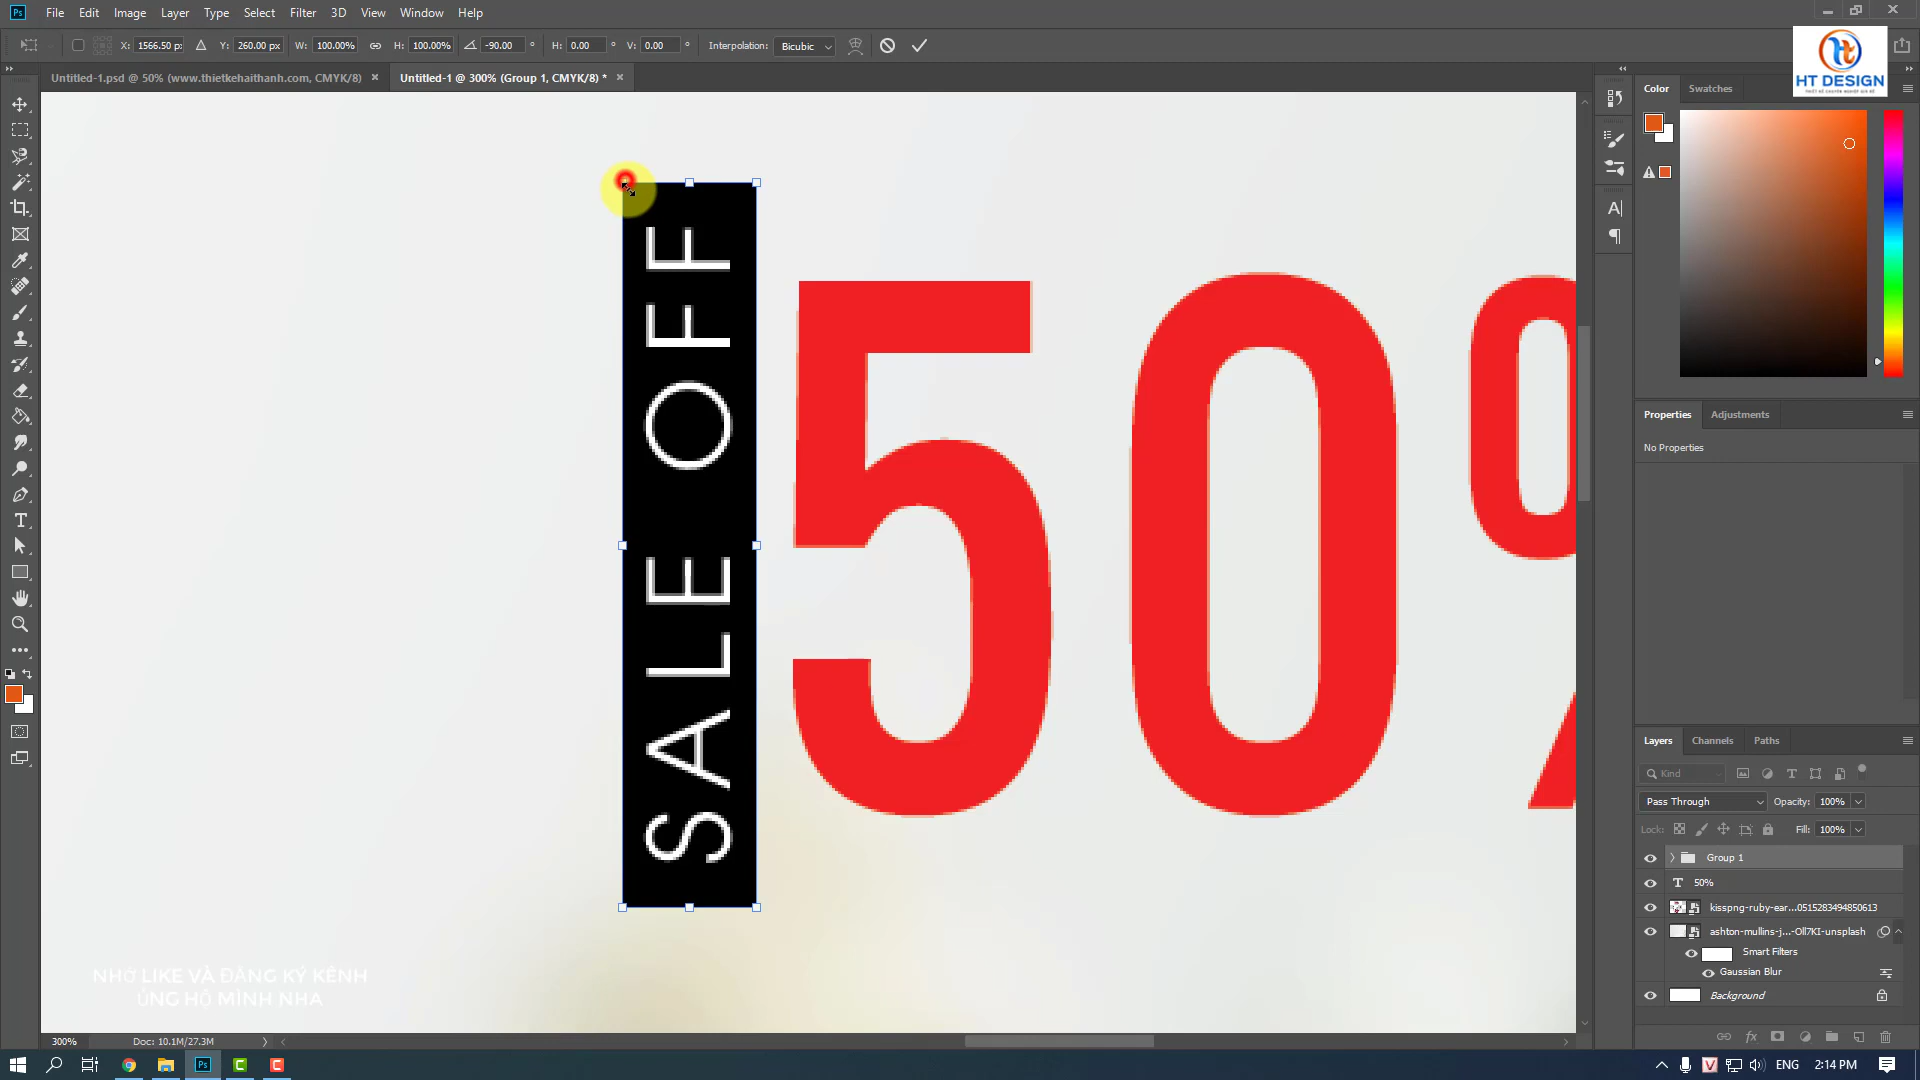 Ps File Edit Image Layer Type Select Filter 3D View Window Help
X: 1566.50 px Y: 260.00 px W: 100.00% H: 100.00% -90.00 ° H: 0.00 ° V: 0.00 ° Interpolation: Bicubic
Untitled-1.psd @ 50% (www.thietkehaithanh.com, CMYK/8) × Untitled-1 @ 300% (Group 1, CMYK/8) * ×
HT DESIGN
Color Swatches
SALE OFF
50%
Properties Adjustments
No Properties
Layers Channels Paths
Kind
Pass Through Opacity: 100%
Lock: Fill: 100%
Group 1
T 50%
kisspng-ruby-ear...0515283494850613
ashton-mullins-j...-Oll7KI-unsplash
Smart Filters
Gaussian Blur
Background
NHỚ LIKE VÀ ĐĂNG KÝ KÊNH
ỦNG HỘ MÌNH NHA
300% Doc: 10.1M/27.3M
ENG 2:14 PM